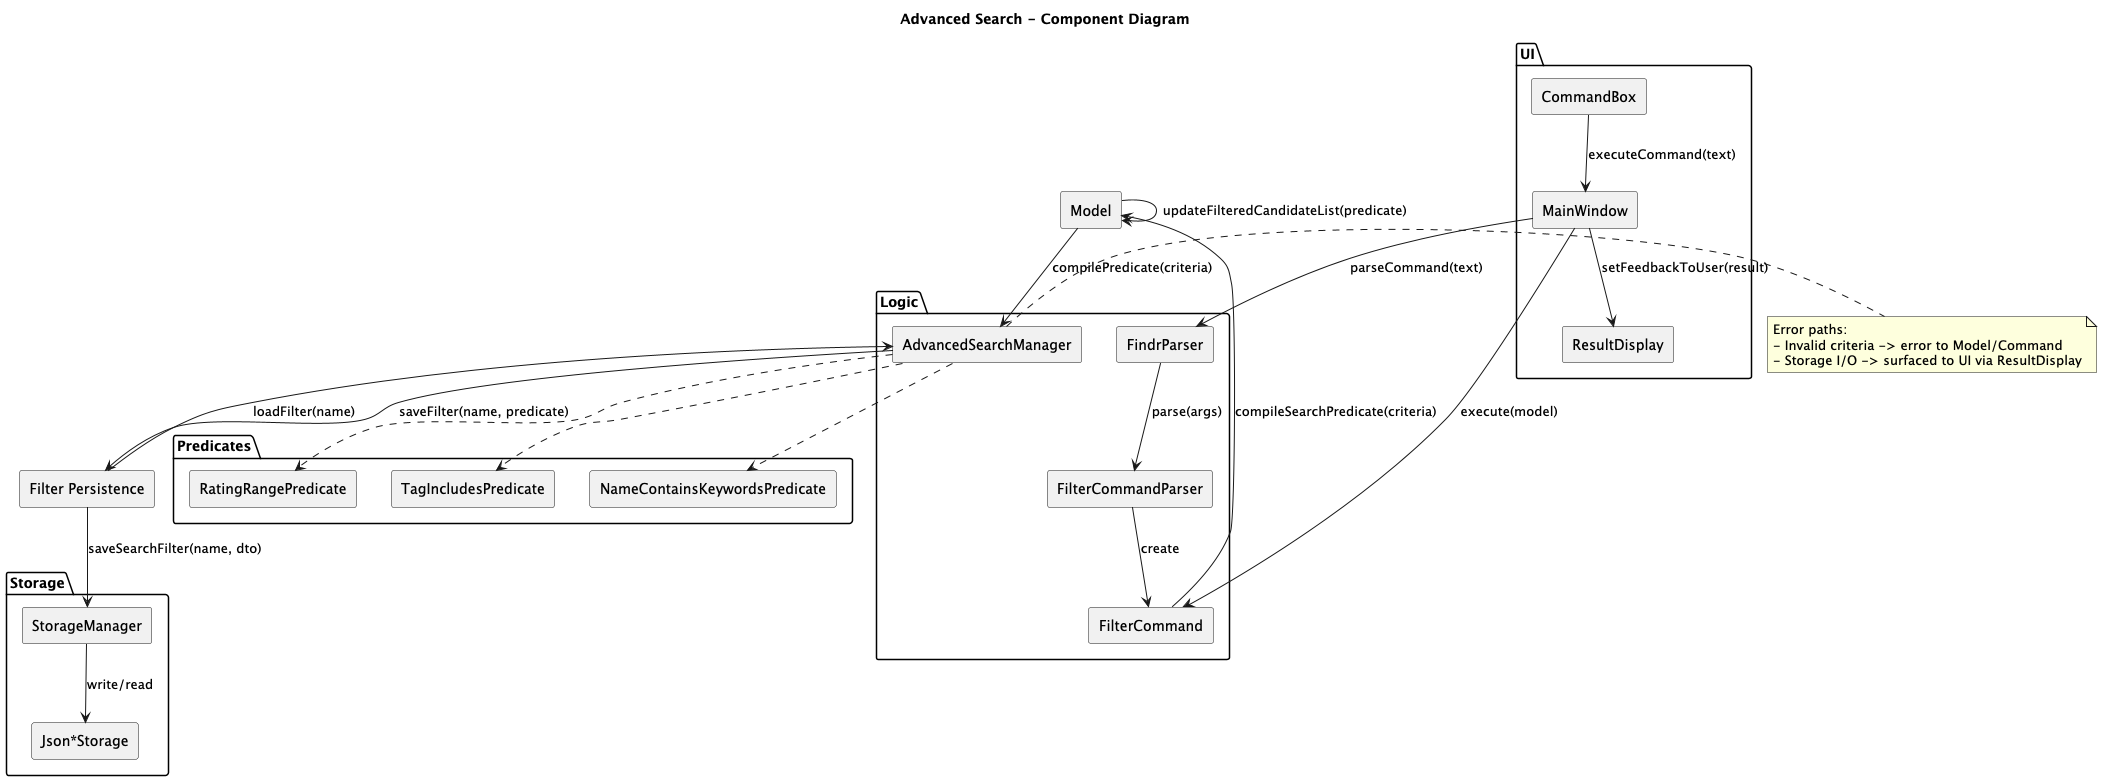 Advanced Search - Component Diagram
UI
CommandBox
executeCommand(text)
Model
updateFilteredCandidateList(predicate)
MainWindow
compilePredicate(criteria)
parseCommand(text)
setFeedbackToUser(result)
Logic
AdvancedSearchManager
FindrParser
ResultDisplay
Error paths:
- Invalid criteria -> error to Model/Command
- Storage I/O -> surfaced to UI via ResultDisplay
loadFilter(name)
saveFilter(name, predicate)
parse(args)
compileSearchPredicate(criteria)
execute(model)
Predicates
Filter Persistence
RatingRangePredicate
TagIncludesPredicate
NameContainsKeywordsPredicate
FilterCommandParser
saveSearchFilter(name, dto)
create
Storage
StorageManager
FilterCommand
write/read
Json*Storage